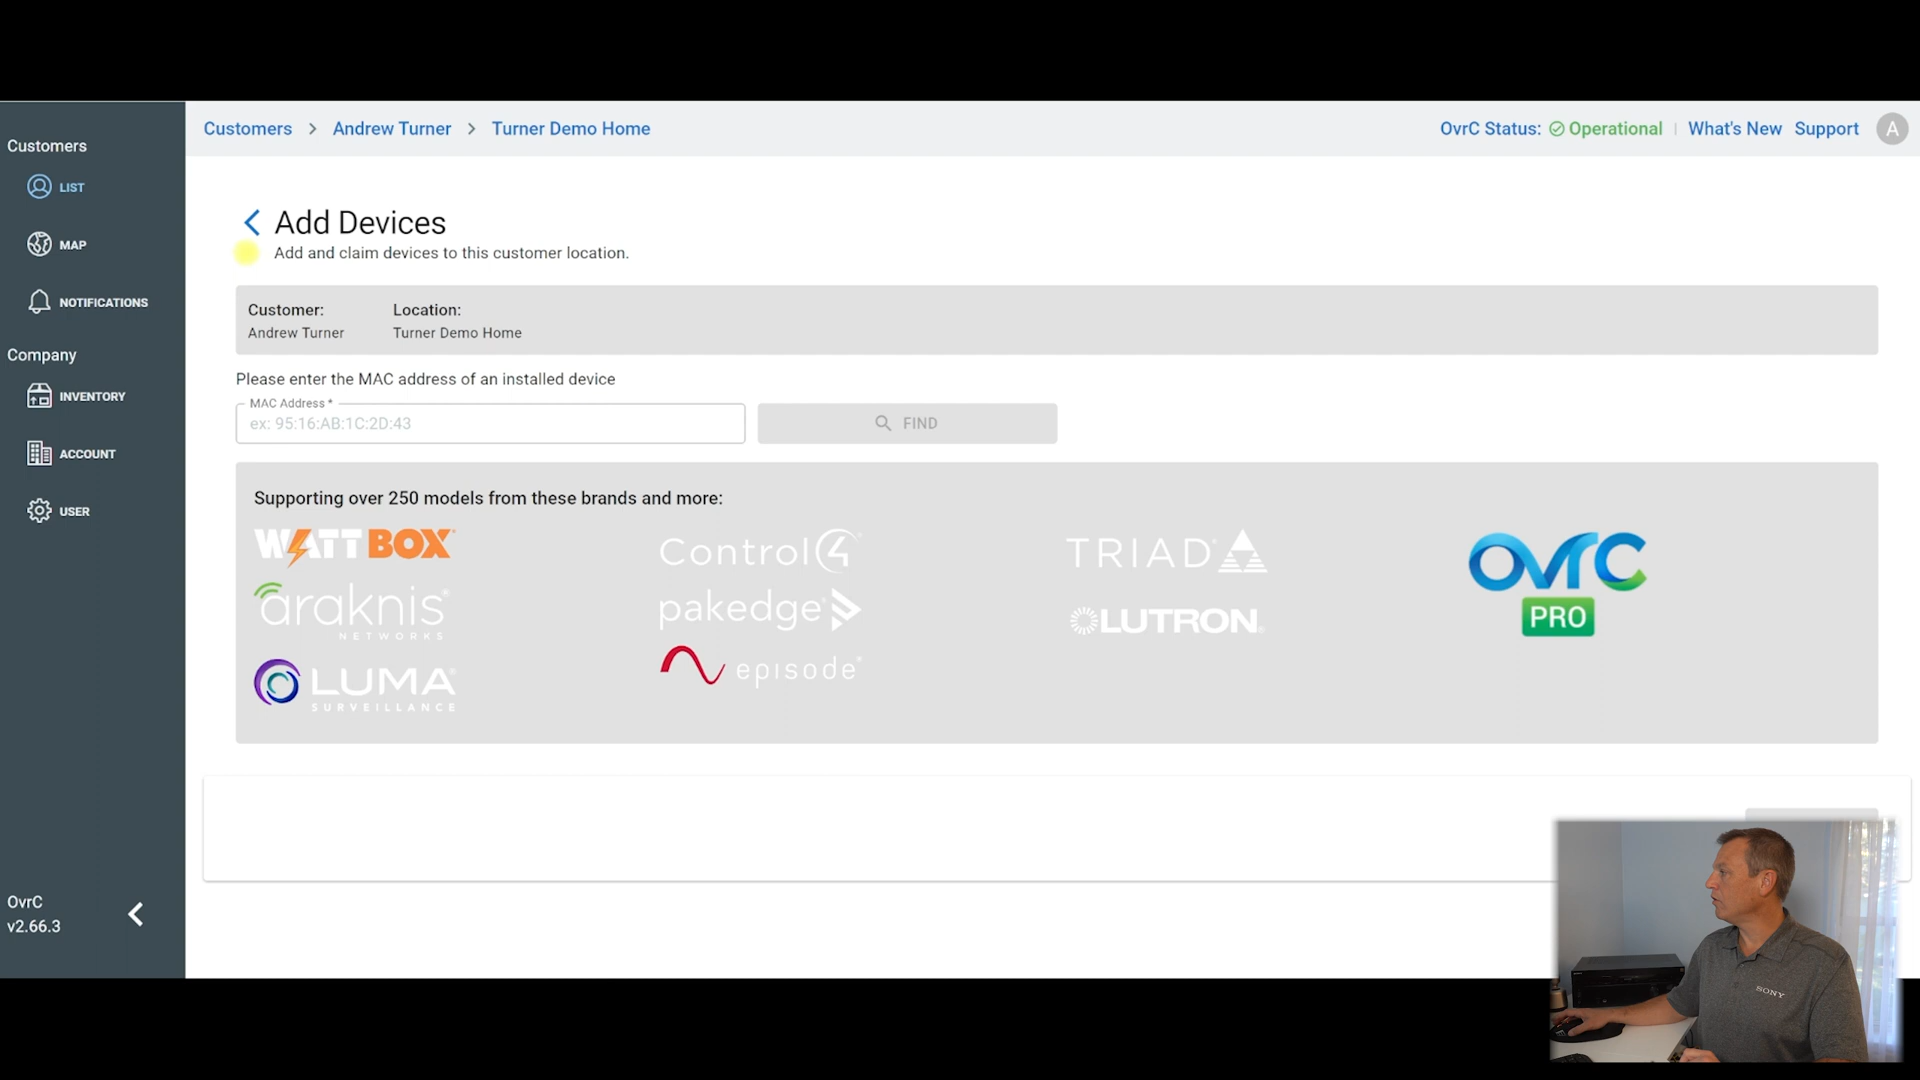 Customers > Andrew Turner > Turner Demo Home
OvrC Status: Operational | What's New Support A
Customers
LIST
MAP
NOTIFICATIONS
Company
INVENTORY
ACCOUNT
USER
OvrC
v2.66.3
Add Devices
Add and claim devices to this customer location.
Customer: Location:
Andrew Turner Turner Demo Home
Please enter the MAC address of an installed device
MAC Address *
ex: 95:16:AB:1C:2D:43
FIND
Supporting over 250 models from these brands and more:
WATTBOX
araknis
NETWORKS
LUMA
SURVEILLANCE
Control4
pakedge
episode
TRIAD
LUTRON
OvrC
PRO
SONY